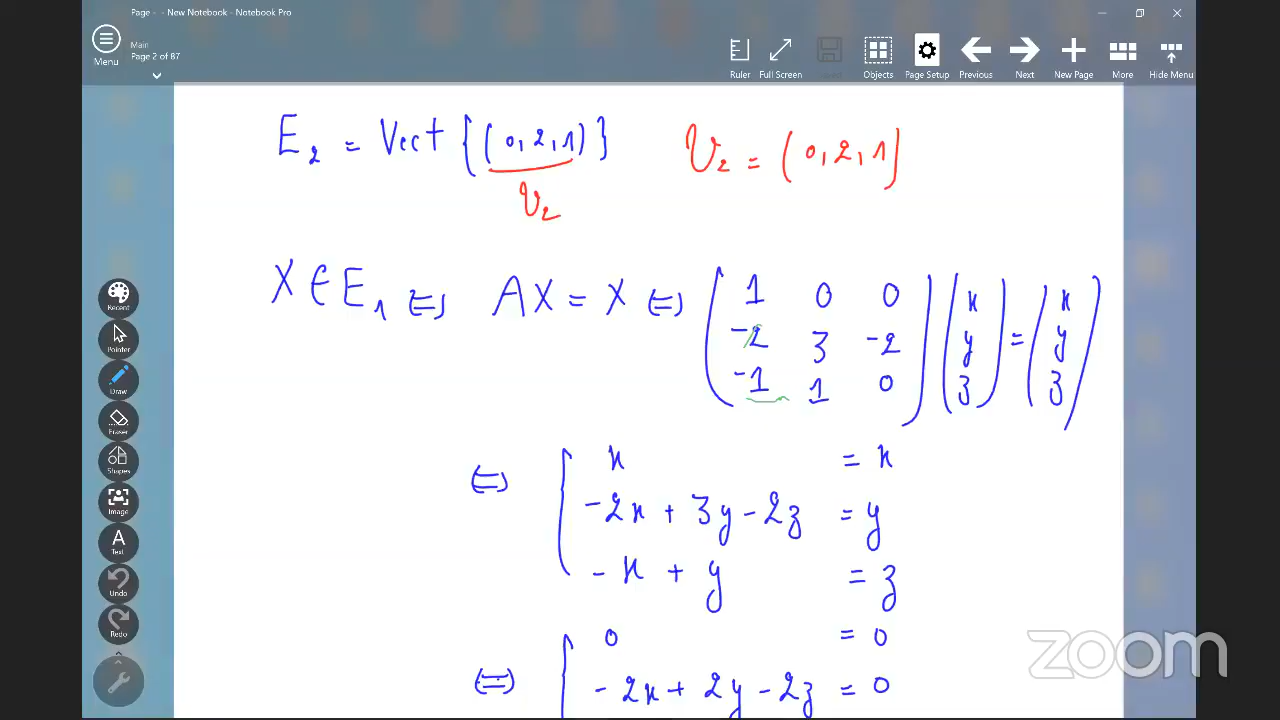 Page - - New Notebook - Notebook Pro
Menu
Main
Page 2 of 87
Ruler
Full Screen
Objects
Page Setup
Previous
Next
New Page
More
Hide Menu
Recent
Pointer
Draw
Eraser
Shapes
Image
Text
Undo
Redo
E₂ = Vect {(0,2,1)} V₂ = (0,2,1)
V₂
X ∈ E₁ ⇔ AX = X ⇔ ( 1 0 0 ) ( x ) = ( x )
-2 3 -2 y y
-1 1 0 z z
⇔ { x = x
-2x + 3y - 2z = y
- x + y = z
⇔ { 0 = 0
-2x + 2y - 2z = 0
zoom